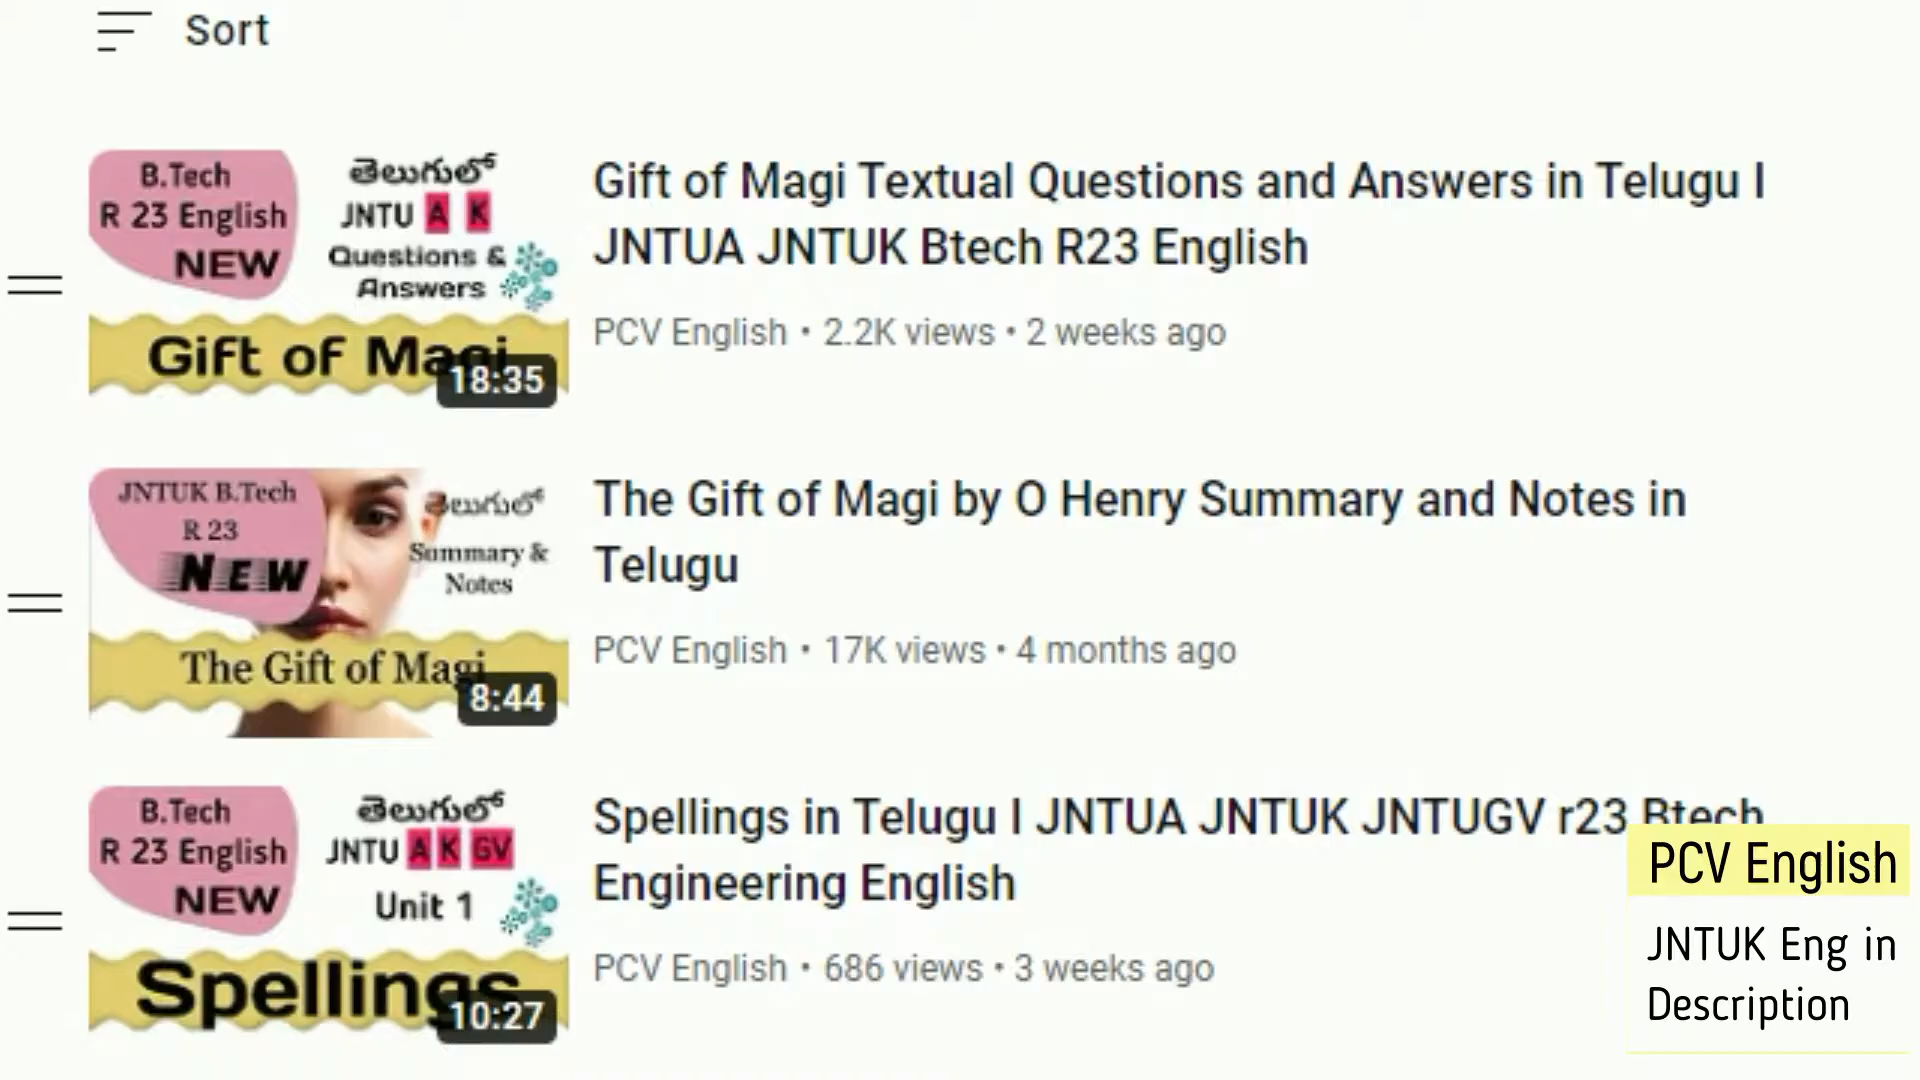 Sort
B.Tech
R 23 English
NEW
తెలుగులో
JNTU A K
Questions &
Answers
Gift of Magi
18:35
Gift of Magi Textual Questions and Answers in Telugu I
JNTUA JNTUK Btech R23 English
PCV English • 2.2K views • 2 weeks ago
JNTUK B.Tech
R 23
NEW
తెలుగులో
Summary &
Notes
The Gift of Magi
8:44
The Gift of Magi by O Henry Summary and Notes in
Telugu
PCV English • 17K views • 4 months ago
B.Tech
R 23 English
NEW
తెలుగులో
JNTU A K GV
Unit 1
Spellings
10:27
Spellings in Telugu I JNTUA JNTUK JNTUGV r23 Btech
Engineering English
PCV English • 686 views • 3 weeks ago
PCV English
JNTUK Eng in
Description